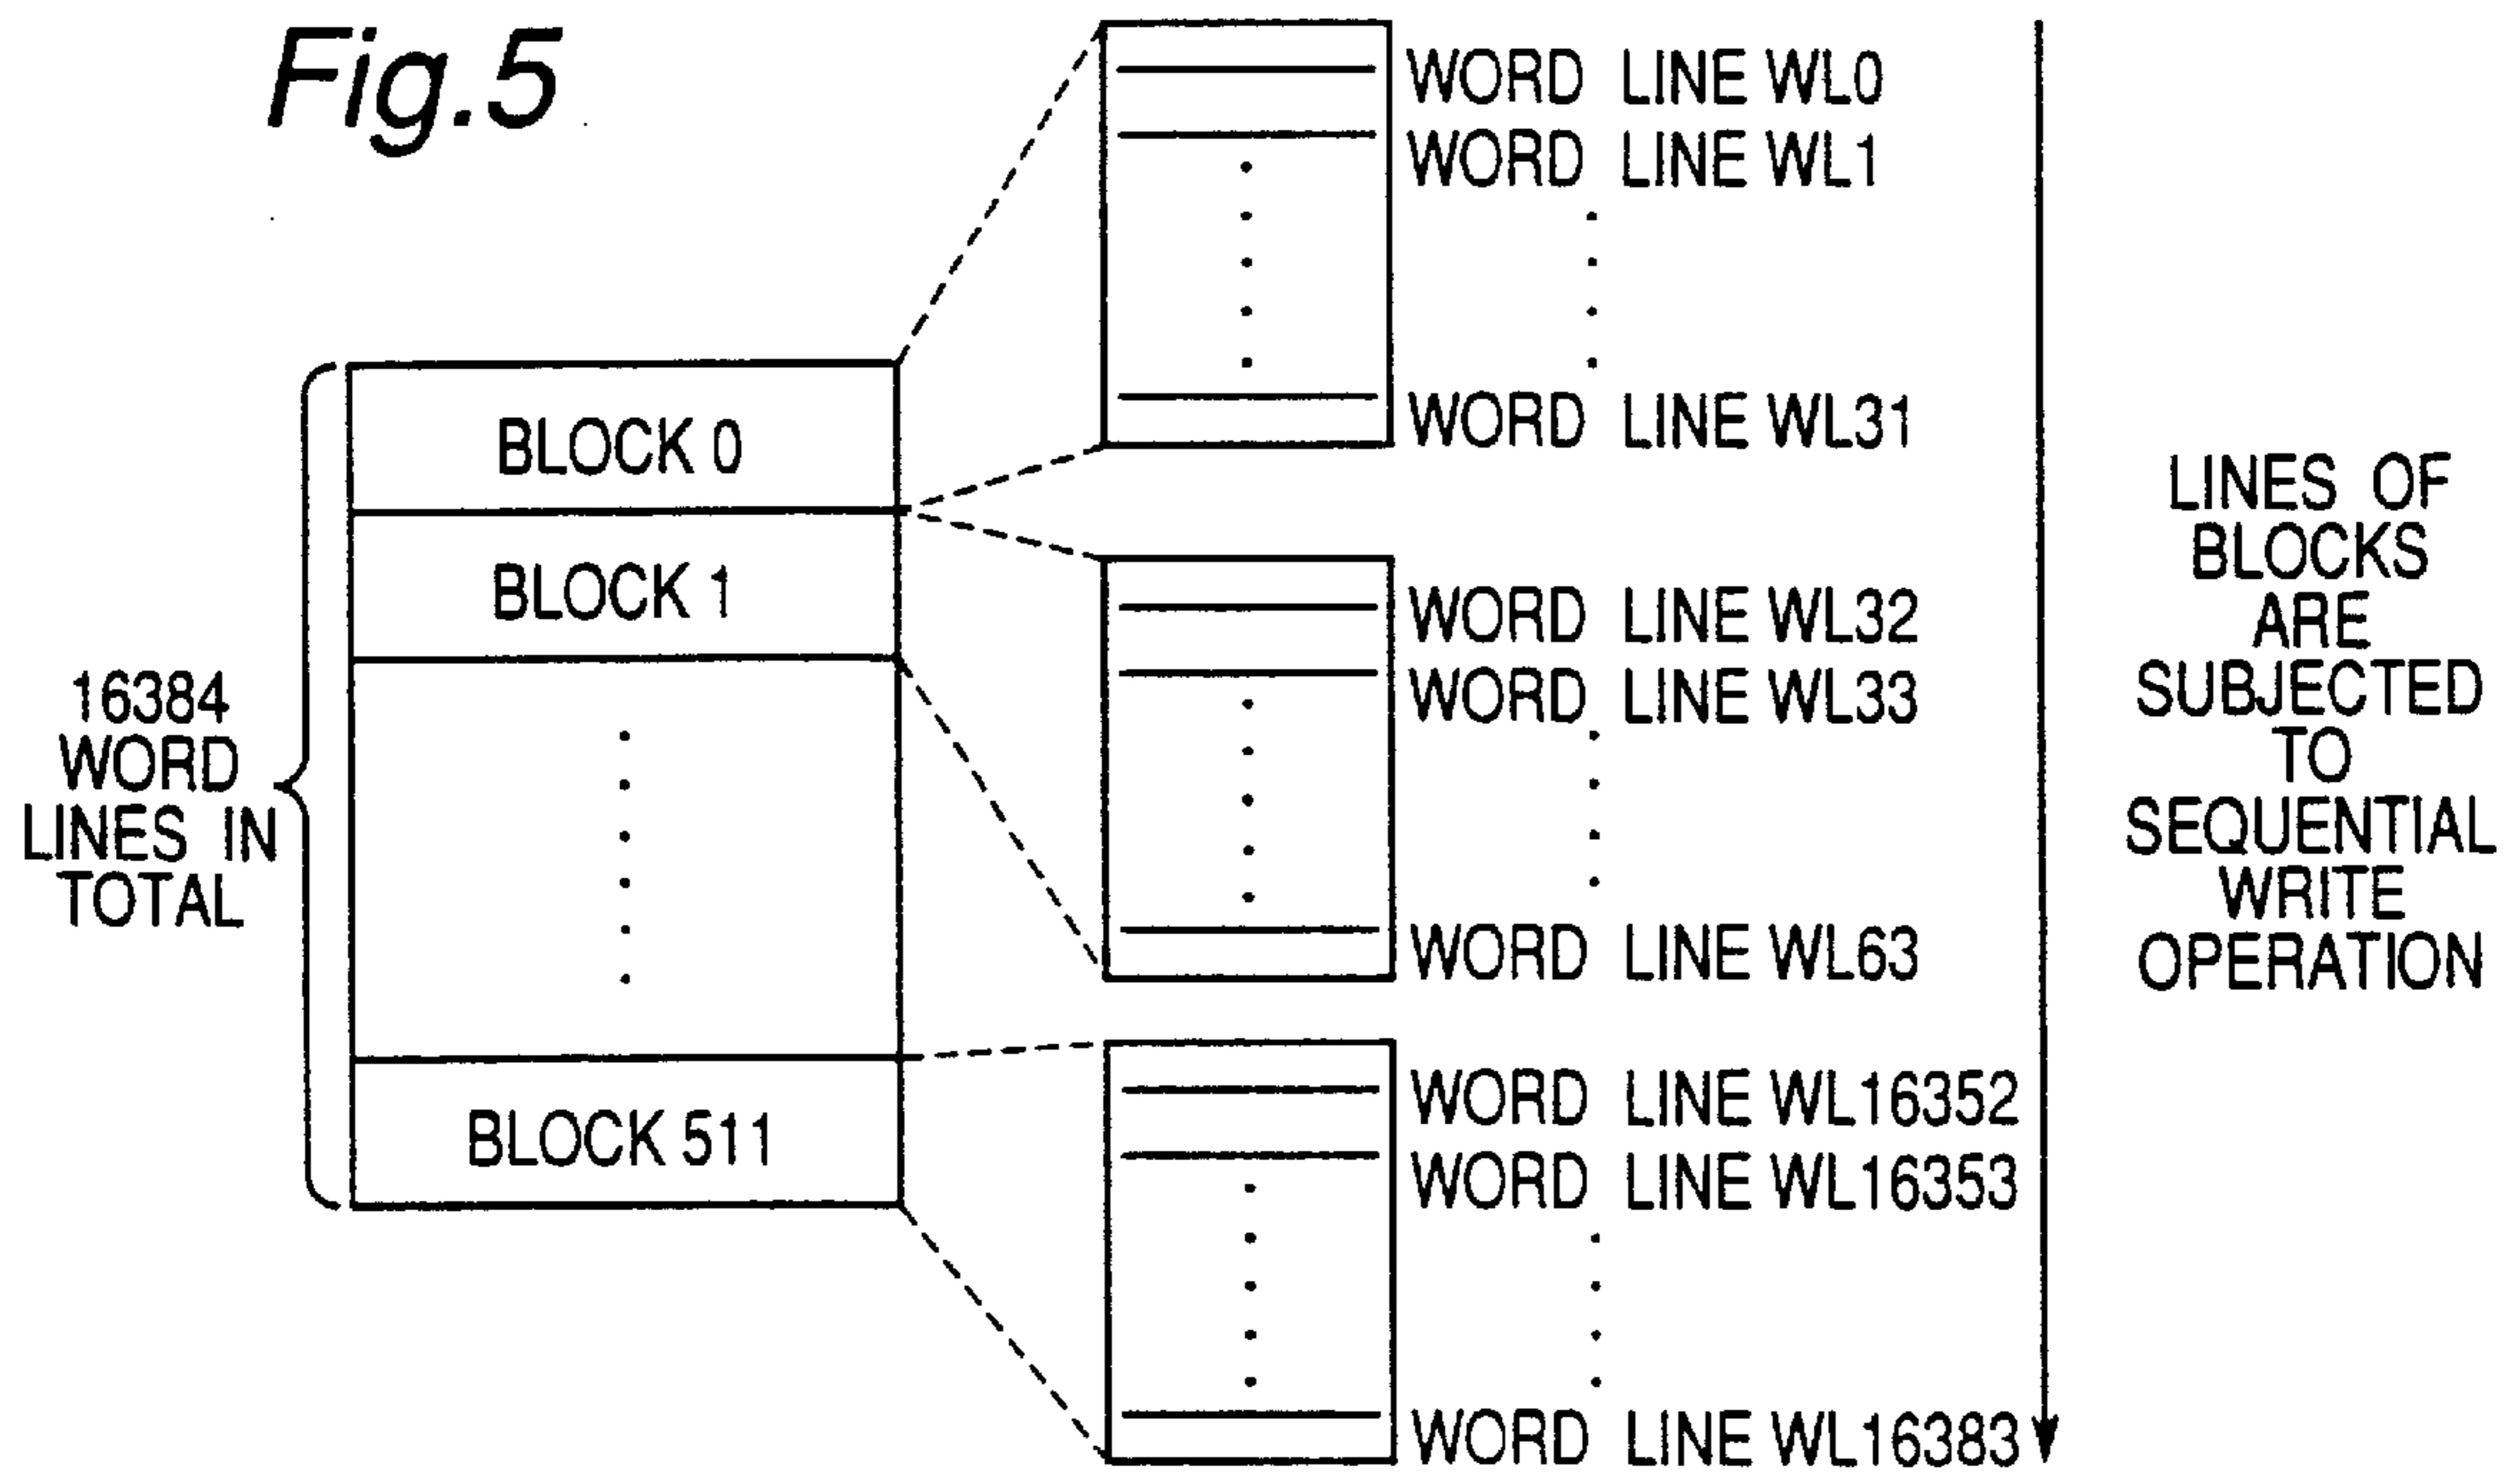 Fig.5
WORD LINE WL0
WORD LINE WL1
WORD LINE WL31
BLOCK 0
BLOCK 1
BLOCK 511
16384
WORD
LINES IN
TOTAL
WORD LINE WL32
WORD LINE WL33
WORD LINE WL63
WORD LINE WL16352
WORD LINE WL16353
WORD LINE WL16383
LINES OF
BLOCKS
ARE
SUBJECTED
TO
SEQUENTIAL
WRITE
OPERATION